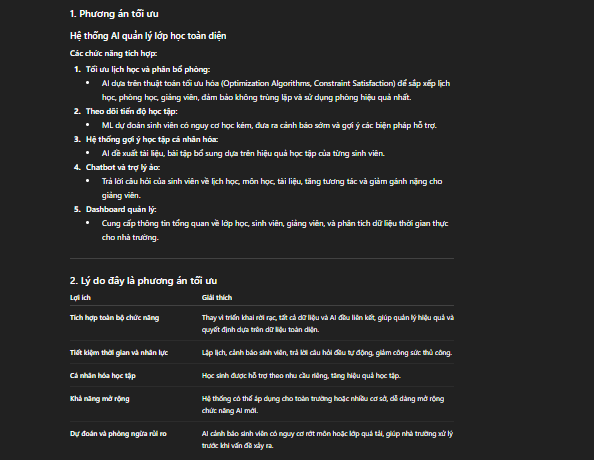 1. Phương án tối ưu
Hệ thống AI quản lý lớp học toàn diện
Các chức năng tích hợp:
1. Tối ưu lịch học và phân bổ phòng:
• AI dựa trên thuật toán tối ưu hóa (Optimization Algorithms, Constraint Satisfaction) để sắp xếp lịch
học, phòng học, giảng viên, đảm bảo không trùng lặp và sử dụng phòng hiệu quả nhất.
2. Theo dõi tiến độ học tập:
• ML dự đoán sinh viên có nguy cơ học kém, đưa ra cảnh báo sớm và gợi ý các biện pháp hỗ trợ.
3. Hệ thống gợi ý học tập cá nhân hóa:
• AI đề xuất tài liệu, bài tập bổ sung dựa trên hiệu quả học tập của từng sinh viên.
4. Chatbot và trợ lý ảo:
• Trả lời câu hỏi của sinh viên về lịch học, môn học, tài liệu, tăng tương tác và giảm gánh nặng cho
giảng viên.
5. Dashboard quản lý:
• Cung cấp thông tin tổng quan về lớp học, sinh viên, giảng viên, và phân tích dữ liệu thời gian thực
cho nhà trường.
2. Lý do đây là phương án tối ưu
Lợi ích Giải thích
Tích hợp toàn bộ chức năng Thay vì triển khai rời rạc, tất cả dữ liệu và AI đều liên kết, giúp quản lý hiệu quả và
quyết định dựa trên dữ liệu toàn diện.
Tiết kiệm thời gian và nhân lực Lập lịch, cảnh báo sinh viên, trả lời câu hỏi đều tự động, giảm công sức thủ công.
Cá nhân hóa học tập Học sinh được hỗ trợ theo nhu cầu riêng, tăng hiệu quả học tập.
Khả năng mở rộng Hệ thống có thể áp dụng cho toàn trường hoặc nhiều cơ sở, dễ dàng mở rộng
chức năng AI mới.
Dự đoán và phòng ngừa rủi ro AI cảnh báo sinh viên có nguy cơ rớt môn hoặc lớp quá tải, giúp nhà trường xử lý
trước khi vấn đề xảy ra.